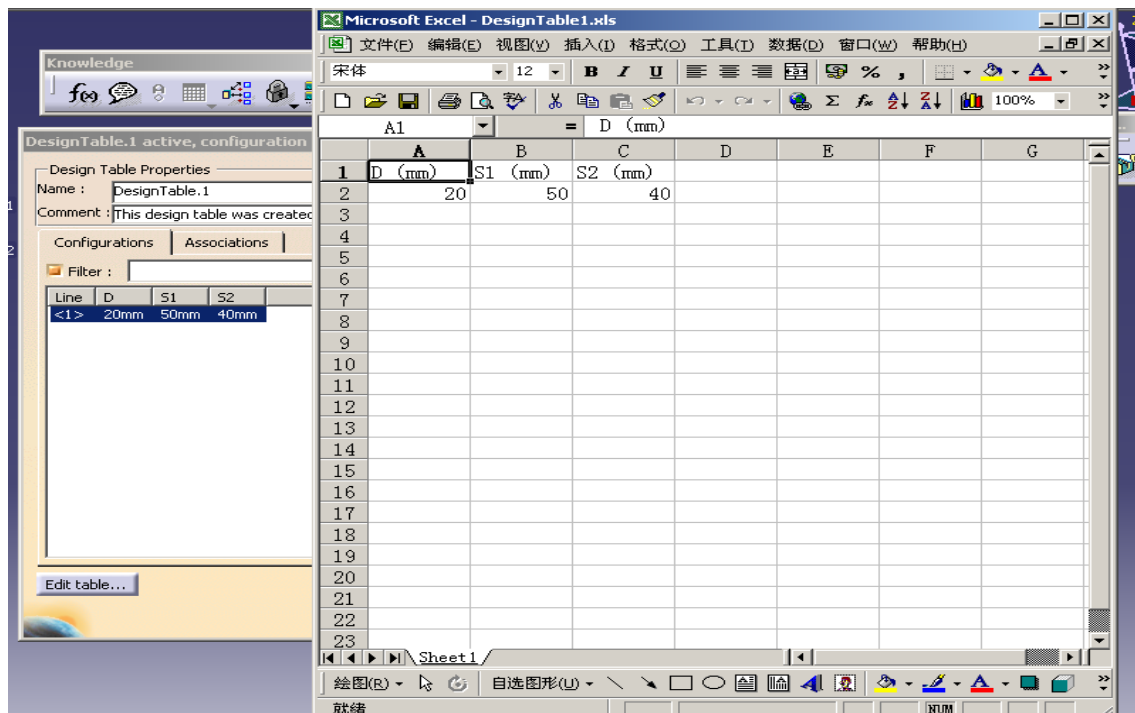 Microsoft Excel - DesignTable1.xls
文件(F) 编辑(E) 视图(V) 插入(I) 格式(O) 工具(T) 数据(D) 窗口(W) 帮助(H)
宋体 12 B I U % ,
Σ fx 100%
A1 = D (mm)
A B C D E F G
1 D (mm) S1 (mm) S2 (mm)
2 20 50 40
3
4
5
6
7
8
9
10
11
12
13
14
15
16
17
18
19
20
21
22
23
Sheet1
绘图(R) 自选图形(U)
就绪 NUM
Knowledge
f(x)
DesignTable.1 active, configuration
Design Table Properties
Name : DesignTable.1
Comment : This design table was created
Configurations Associations
Filter :
Line D S1 S2
<1> 20mm 50mm 40mm
Edit table...
1
2